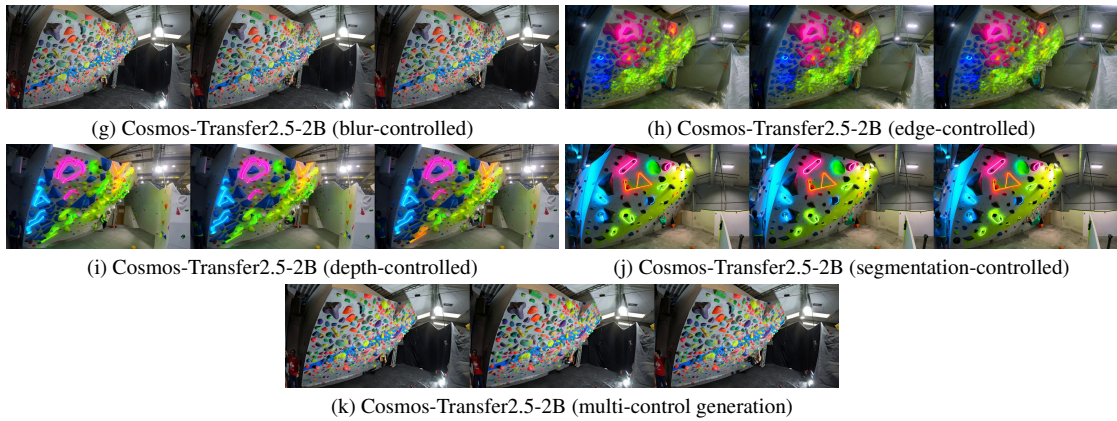 (g) Cosmos-Transfer2.5-2B (blur-controlled)
(h) Cosmos-Transfer2.5-2B (edge-controlled)
(i) Cosmos-Transfer2.5-2B (depth-controlled)
(j) Cosmos-Transfer2.5-2B (segmentation-controlled)
(k) Cosmos-Transfer2.5-2B (multi-control generation)